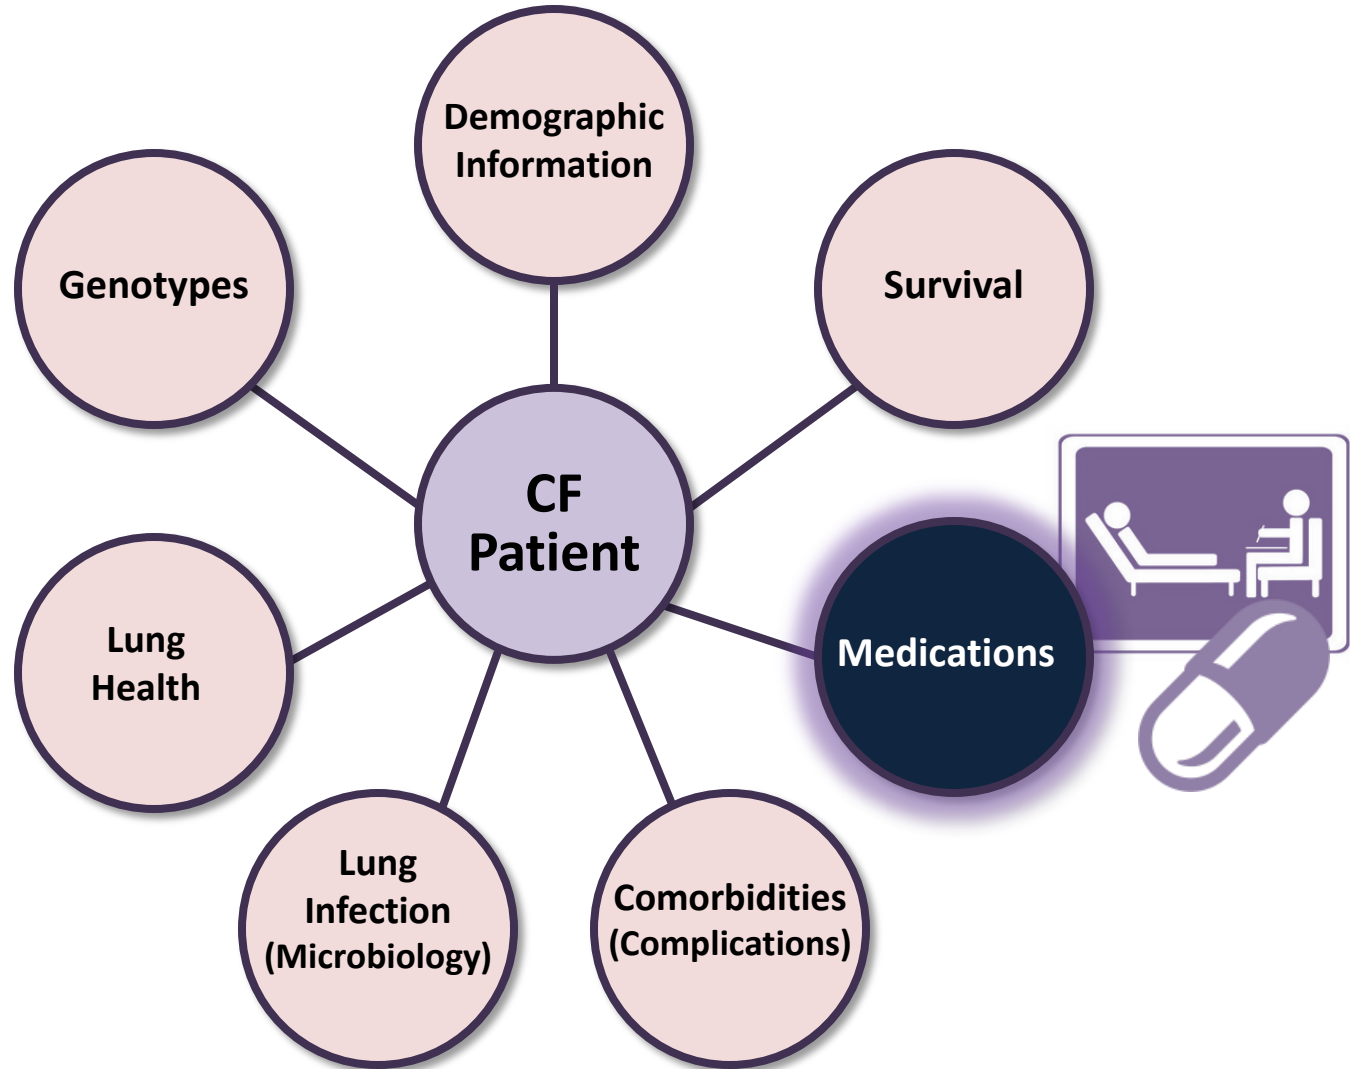 Demographic
Information
Genotypes
Survival
CF
Patient
Lung
Health
Medications
Lung
Infection
(Microbiology)
Comorbidities
(Complications)